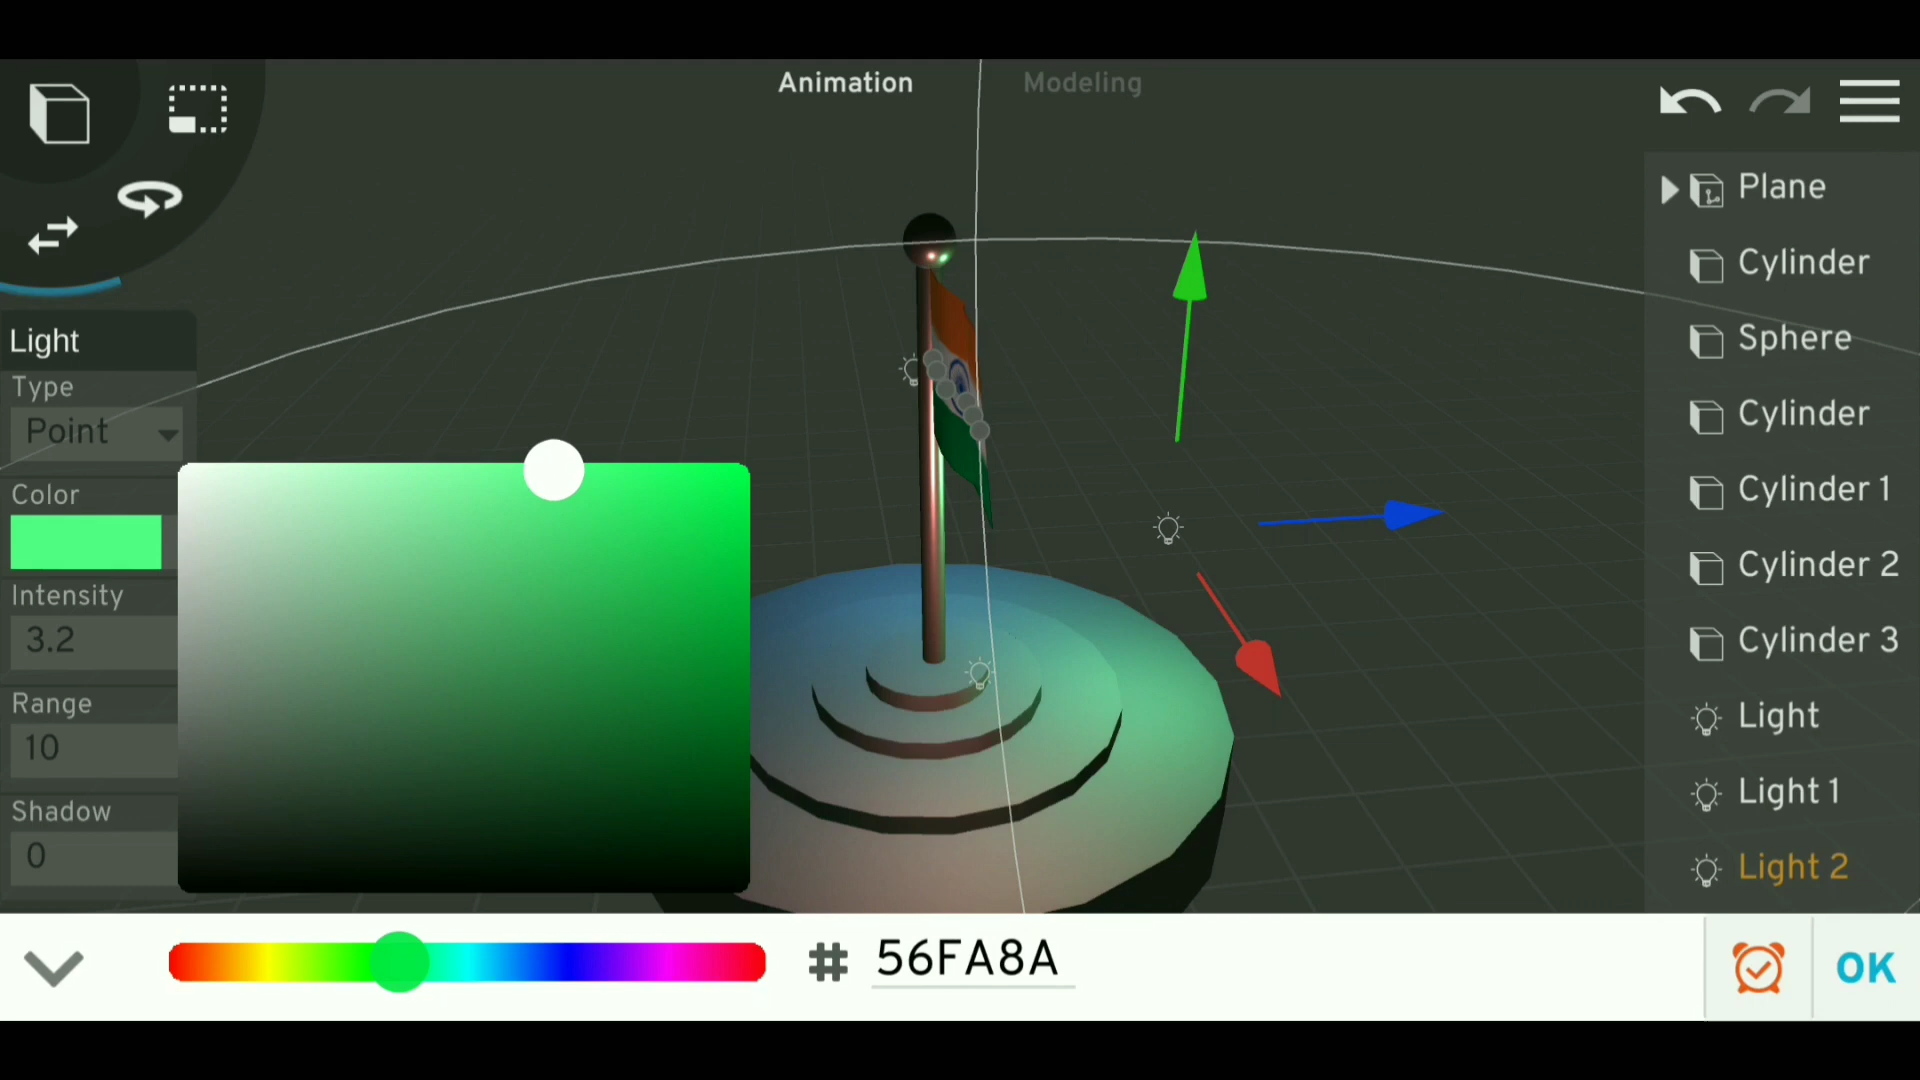 Animation
Modeling
Light
Type
Point
Color
Intensity
3.2
Range
10
Shadow
0
Plane
Cylinder
Sphere
Cylinder
Cylinder 1
Cylinder 2
Cylinder 3
Light
Light 1
Light 2
# 56FA8A
OK